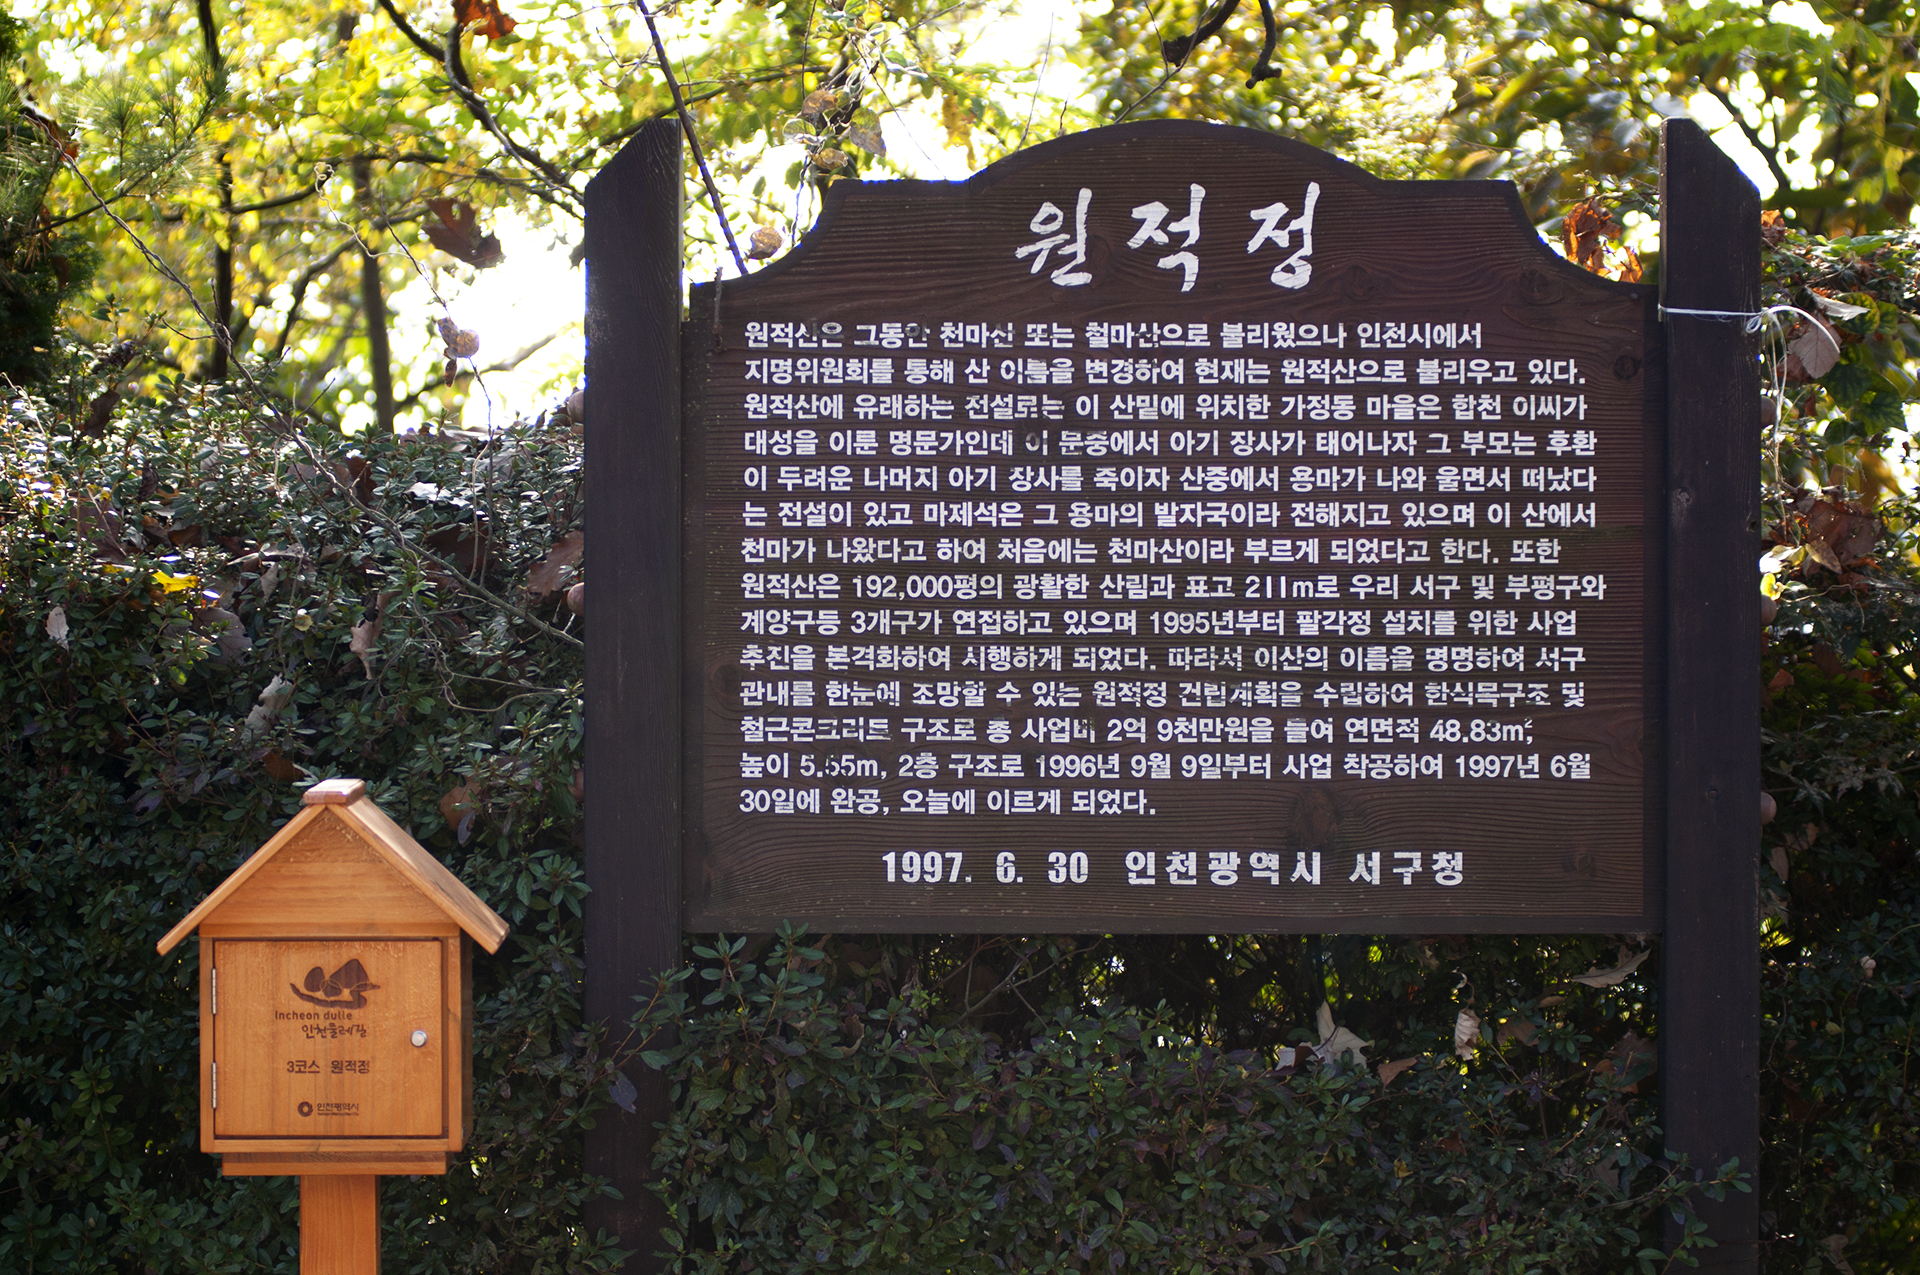 원적정
원적산은 그동안 천마산 또는 철마산으로 불리웠으나 인천시에서
지명위원회를 통해 산 이름을 변경하여 현재는 원적산으로 불리우고 있다.
원적산에 유래하는 전설로는 이 산밑에 위치한 가정동 마을은 합천 이씨가
대성을 이룬 명문가인데 이 문중에서 아기 장사가 태어나자 그 부모는 후환
이 두려운 나머지 아기 장사를 죽이자 산중에서 용마가 나와 울면서 떠났다
는 전설이 있고 마제석은 그 용마의 발자국이라 전해지고 있으며 이 산에서
천마가 나왔다고 하여 처음에는 천마산이라 부르게 되었다고 한다. 또한
원적산은 192,000평의 광활한 산림과 표고 211m로 우리 서구 및 부평구와
계양구등 3개구가 연접하고 있으며 1995년부터 팔각정 설치를 위한 사업
추진을 본격화하여 시행하게 되었다. 따라서 이산의 이름을 명명하여 서구
관내를 한눈에 조망할 수 있는 원적정 건립계획을 수립하여 한식목구조 및
철근콘크리트 구조로 총 사업비 2억 9천만원을 들여 연면적 48.83m²,
높이 5.55m, 2층 구조로 1996년 9월 9일부터 사업 착공하여 1997년 6월
30일에 완공, 오늘에 이르게 되었다.
1997. 6. 30 인천광역시 서구청
Incheon dulle
인천둘레길
3코스 원적정
인천광역시